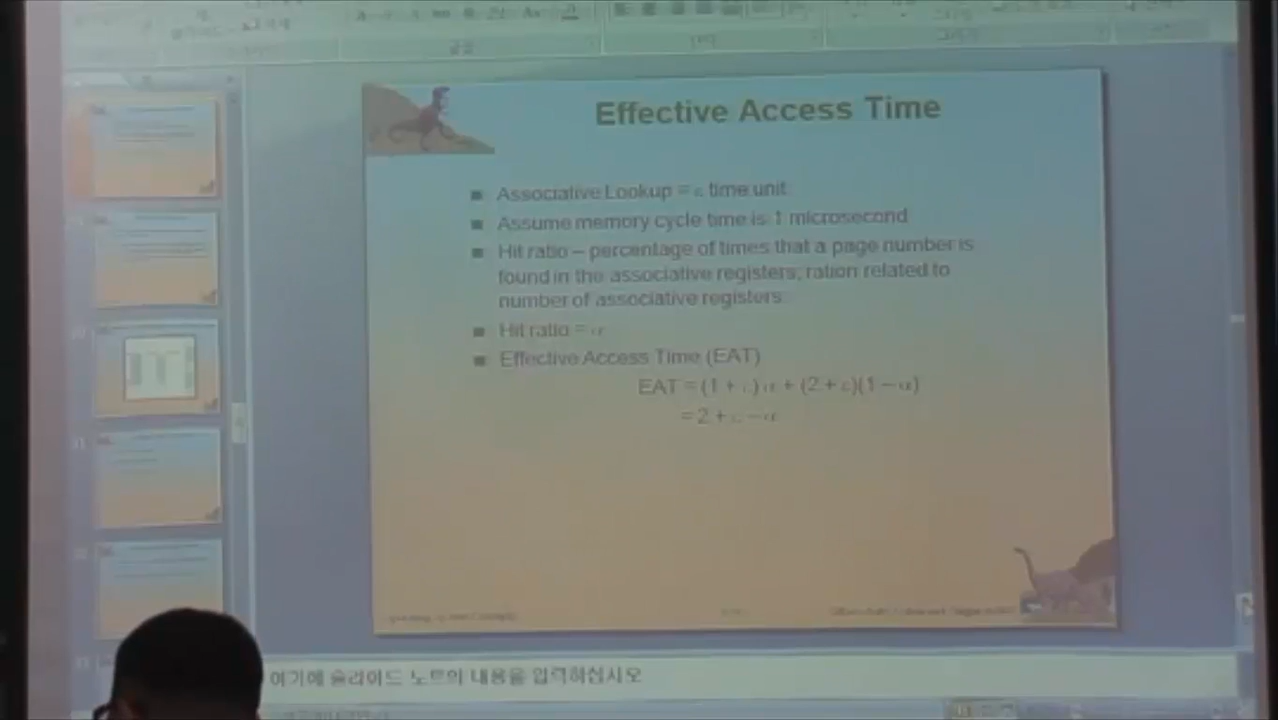 Effective Access Time
Associative Lookup = ε time unit
Assume memory cycle time is 1 microsecond
Hit ratio – percentage of times that a page number is
found in the associative registers; ration related to
number of associative registers.
Hit ratio = α
Effective Access Time (EAT)
EAT = (1 + ε) α + (2 + ε)(1 – α)
= 2 + ε – α
여기에 슬라이드 노트의 내용을 입력하십시오